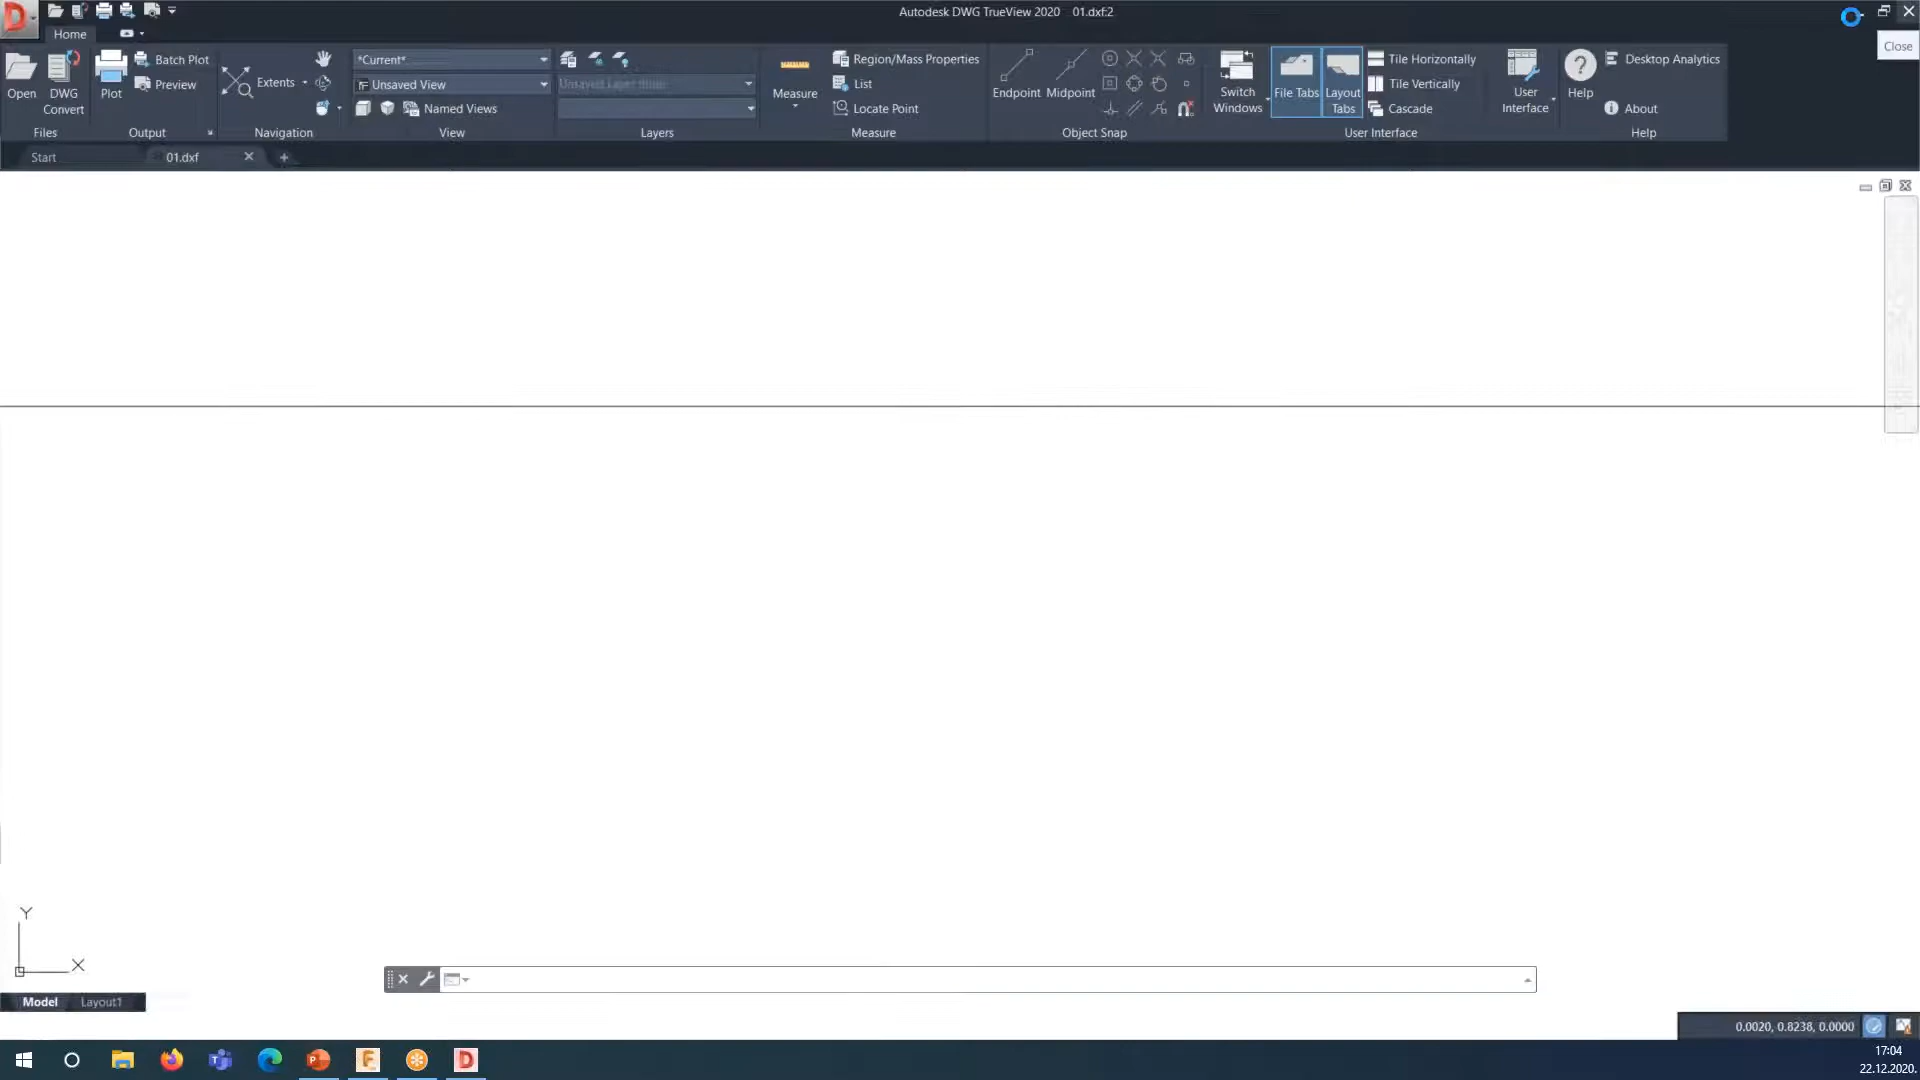 Autodesk DWG TrueView 2020 01.dxf:2
Home
Close
Open
DWG Convert
Files
Plot
Batch Plot
Preview
Output
Extents
Navigation
*Current*
Unsaved View
Named Views
View
Unsaved Layer State
Layers
Measure
Region/Mass Properties
List
Locate Point
Measure
Endpoint
Midpoint
Object Snap
Switch Windows
File Tabs
Layout Tabs
Tile Horizontally
Tile Vertically
Cascade
User Interface
User Interface
Help
Desktop Analytics
About
Help
Start
01.dxf
Y
X
Model
Layout1
0.0020, 0.8238, 0.0000
17:04
22.12.2020.